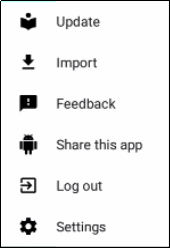 Update
Import
Feedback
Share this app
Log out
Settings